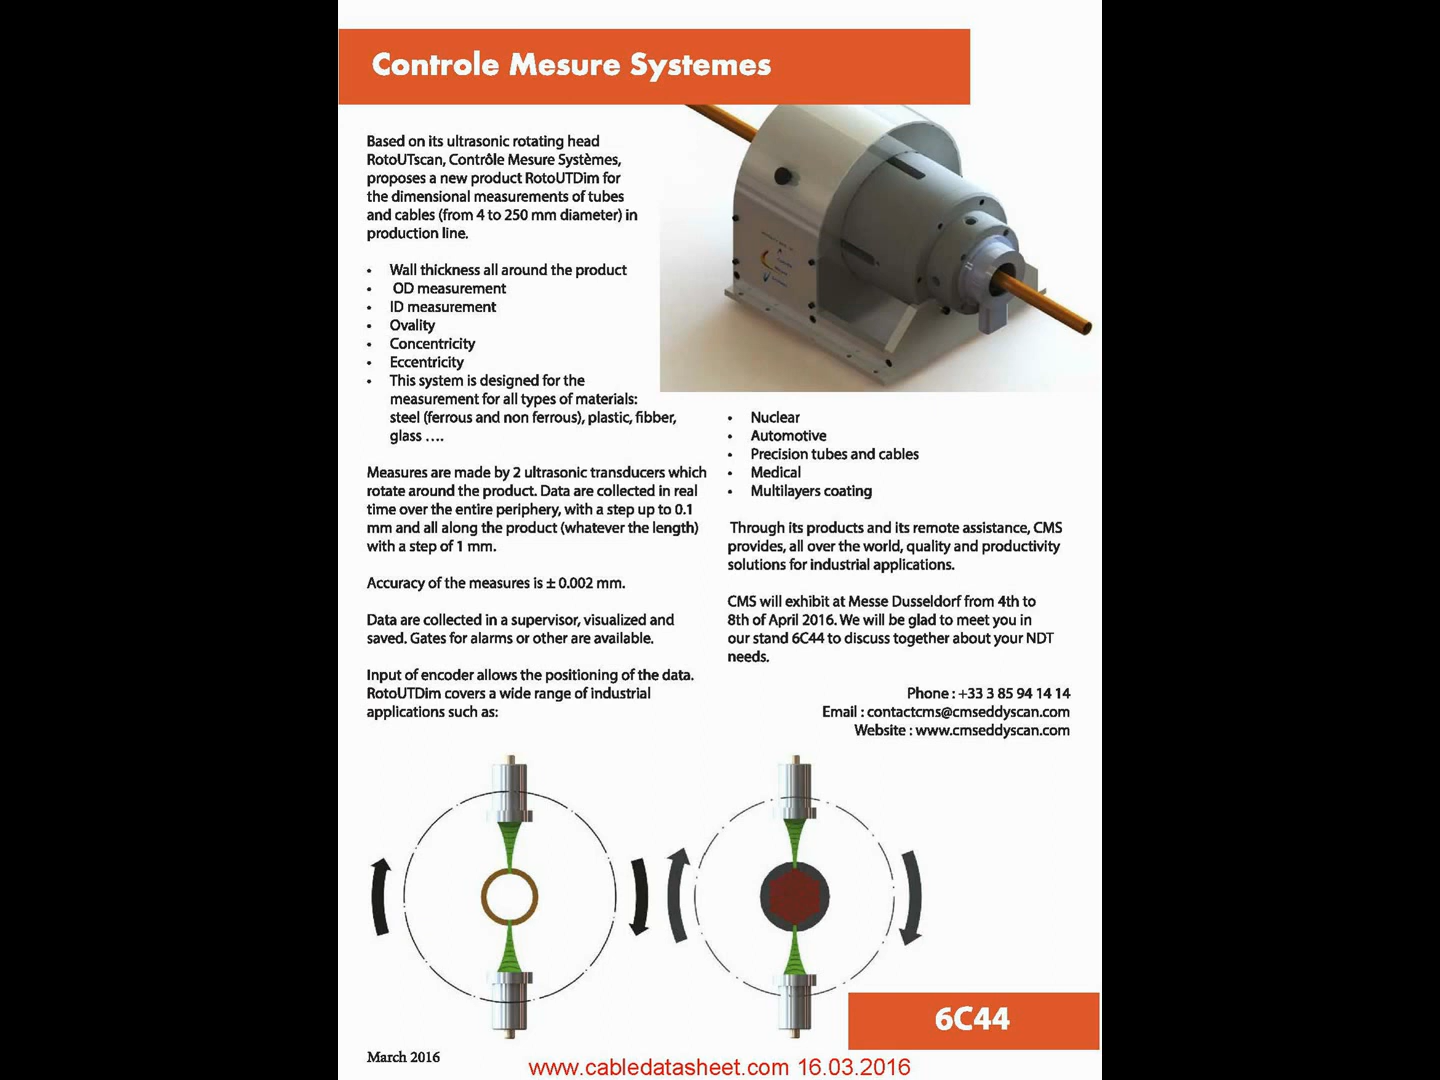 Controle Mesure Systemes
Based on its ultrasonic rotating head
RotoUTscan, Contrôle Mesure Systèmes,
proposes a new product RotoUTDim for
the dimensional measurements of tubes
and cables (from 4 to 250 mm diameter) in
production line.
• Wall thickness all around the product
• OD measurement
• ID measurement
• Ovality
• Concentricity
• Eccentricity
• This system is designed for the
measurement for all types of materials:
steel (ferrous and non ferrous), plastic, fibber,
glass ….
Measures are made by 2 ultrasonic transducers which
rotate around the product. Data are collected in real
time over the entire periphery, with a step up to 0.1
mm and all along the product (whatever the length)
with a step of 1 mm.
Accuracy of the measures is ± 0.002 mm.
Data are collected in a supervisor, visualized and
saved. Gates for alarms or other are available.
Input of encoder allows the positioning of the data.
RotoUTDim covers a wide range of industrial
applications such as:
• Nuclear
• Automotive
• Precision tubes and cables
• Medical
• Multilayers coating
Through its products and its remote assistance, CMS
provides, all over the world, quality and productivity
solutions for industrial applications.
CMS will exhibit at Messe Dusseldorf from 4th to
8th of April 2016. We will be glad to meet you in
our stand 6C44 to discuss together about your NDT
needs.
Phone : +33 3 85 94 14 14
Email : contactcms@cmseddyscan.com
Website : www.cmseddyscan.com
6C44
March 2016
www.cabledatasheet.com 16.03.2016